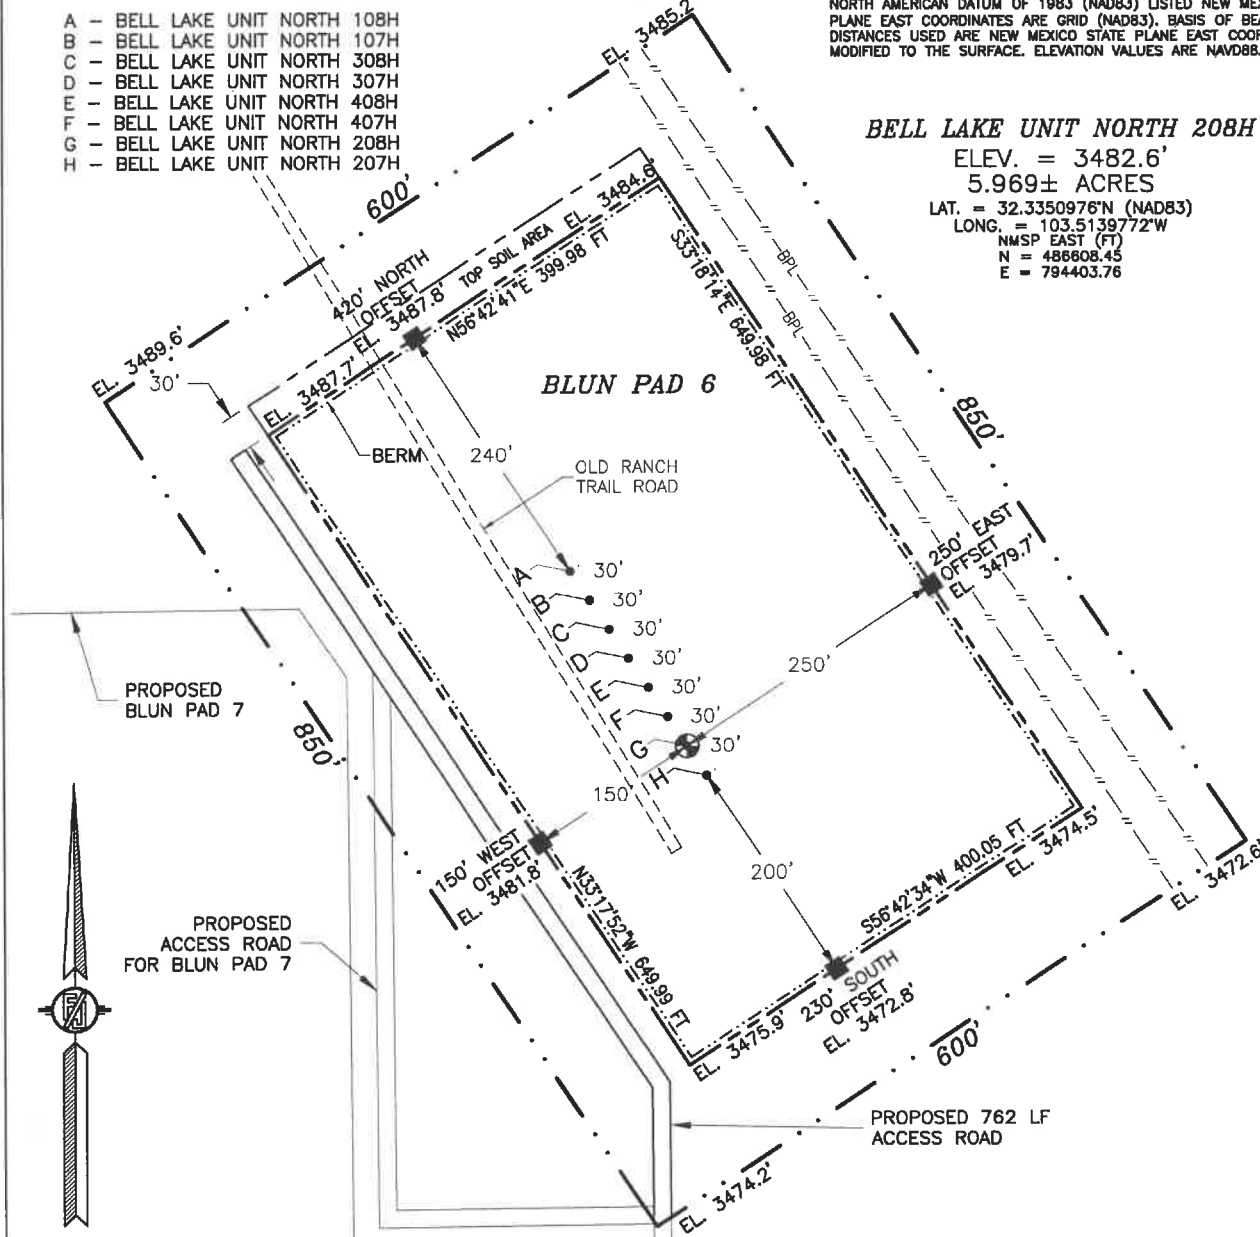 A – BELL LAKE UNIT NORTH 108H
B – BELL LAKE UNIT NORTH 107H
C – BELL LAKE UNIT NORTH 308H
D – BELL LAKE UNIT NORTH 307H
E – BELL LAKE UNIT NORTH 408H
F – BELL LAKE UNIT NORTH 407H
G – BELL LAKE UNIT NORTH 208H
H – BELL LAKE UNIT NORTH 207H
NORTH AMERICAN DATUM OF 1983 (NAD83) LISTED NEW
PLANE EAST COORDINATES ARE GRID (NAD83). BASIS OF
DISTANCES USED ARE NEW MEXICO STATE PLANE EAST
MODIFIED TO THE SURFACE. ELEVATION VALUES ARE NAVD88.
BELL LAKE UNIT NORTH 208H
ELEV. = 3482.6'
5.969± ACRES
LAT. = 32.3350976°N (NAD83)
LONG. = 103.5139772°W
NMSP EAST (FT)
N = 486608.45
E = 794403.76
EL. 3485.2'
600'
EL. 3484.6'
TOP SOIL AREA
420' NORTH
OFFSET
EL. 3487.8'
N56°42'41"E 399.98 FT
S33°18'14"E 649.98 FT
BPL
BPL
EL. 3489.6'
30'
EL. 3487.7'
BLUN PAD 6
850'
BERM
240'
OLD RANCH
TRAIL ROAD
250' EAST
OFFSET
EL. 3479.7'
A 30'
B 30'
C 30'
D 30'
E 30'
F 30'
G 30'
H
250'
150'
200'
PROPOSED
BLUN PAD 7
850'
150' WEST
OFFSET
EL. 3481.8'
N33°17'52"W 649.99 FT
S56°42'34"W 400.05 FT
EL. 3474.5'
EL. 3472.6'
PROPOSED
ACCESS ROAD
FOR BLUN PAD 7
230' SOUTH
OFFSET
EL. 3472.8'
EL. 3475.9'
600'
PROPOSED 762 LF
ACCESS ROAD
EL. 3474.2'